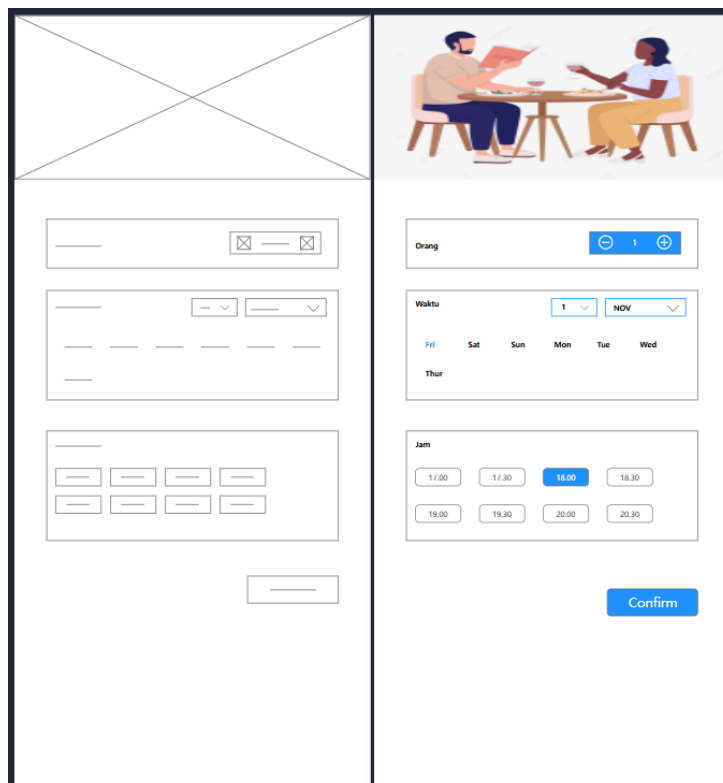 Orang 1
Waktu 1 NOV
Fri Sat Sun Mon Tue Wed
Thur
Jam
17.00 17.30 18.00 18.30
19.00 19.30 20.00 20.30
Confirm